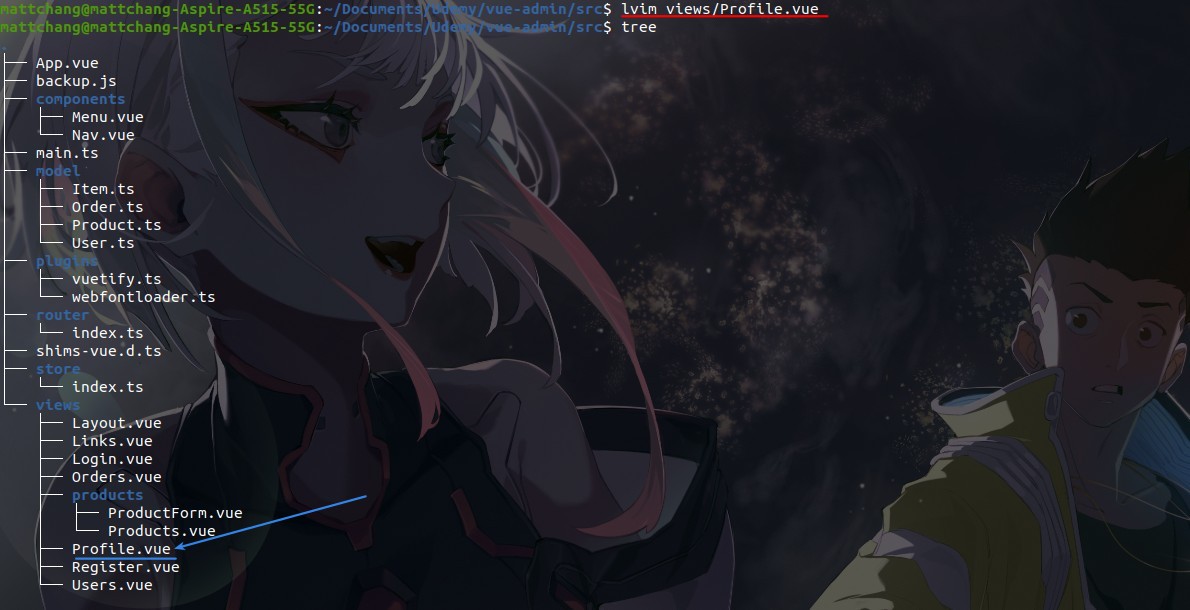 mattchang@mattchang-Aspire-A515-55G:~/Documents/Udemy/vue-admin/src$ lvim views/Profile.vue
mattchang@mattchang-Aspire-A515-55G:~/Documents/Udemy/vue-admin/src$ tree
.
├── App.vue
├── backup.js
├── components
│   ├── Menu.vue
│   └── Nav.vue
├── main.ts
├── model
│   ├── Item.ts
│   ├── Order.ts
│   ├── Product.ts
│   └── User.ts
├── plugins
│   ├── vuetify.ts
│   └── webfontloader.ts
├── router
│   └── index.ts
├── shims-vue.d.ts
├── store
│   └── index.ts
└── views
    ├── Layout.vue
    ├── Links.vue
    ├── Login.vue
    ├── Orders.vue
    ├── products
    │   ├── ProductForm.vue
    │   └── Products.vue
    ├── Profile.vue
    ├── Register.vue
    └── Users.vue